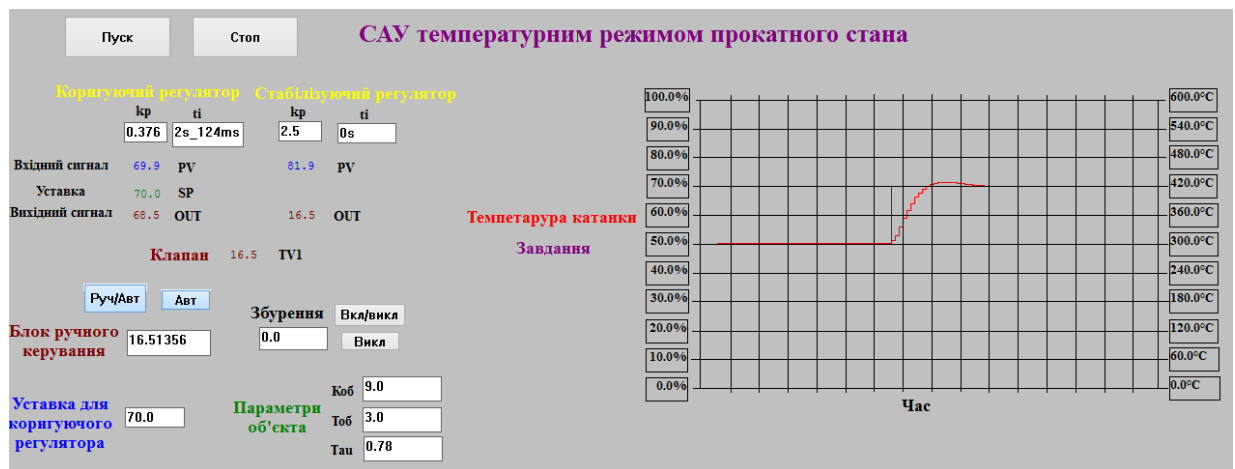 Пуск
Стоп
САУ температурним режимом прокатного стана
Коригуючий регулятор
Стабілізуючий регулятор
kp
ti
kp
ti
0.376
2s_124ms
2.5
0s
Вхідний сигнал
69.9
PV
81.9
PV
Уставка
70.0
SP
Вихідний сигнал
68.5
OUT
16.5
OUT
Клапан
16.5
TV1
Руч/Авт
Авт
Блок ручного
керування
16.51356
Збурення
Вкл/викл
0.0
Викл
Уставка для
коригуючого
регулятора
70.0
Параметри
об'єкта
Коб
9.0
Тоб
3.0
Tau
0.78
Темпетарура катанки
Завдання
100.0%
90.0%
80.0%
70.0%
60.0%
50.0%
40.0%
30.0%
20.0%
10.0%
0.0%
600.0°C
540.0°C
480.0°C
420.0°C
360.0°C
300.0°C
240.0°C
180.0°C
120.0°C
60.0°C
0.0°C
Час